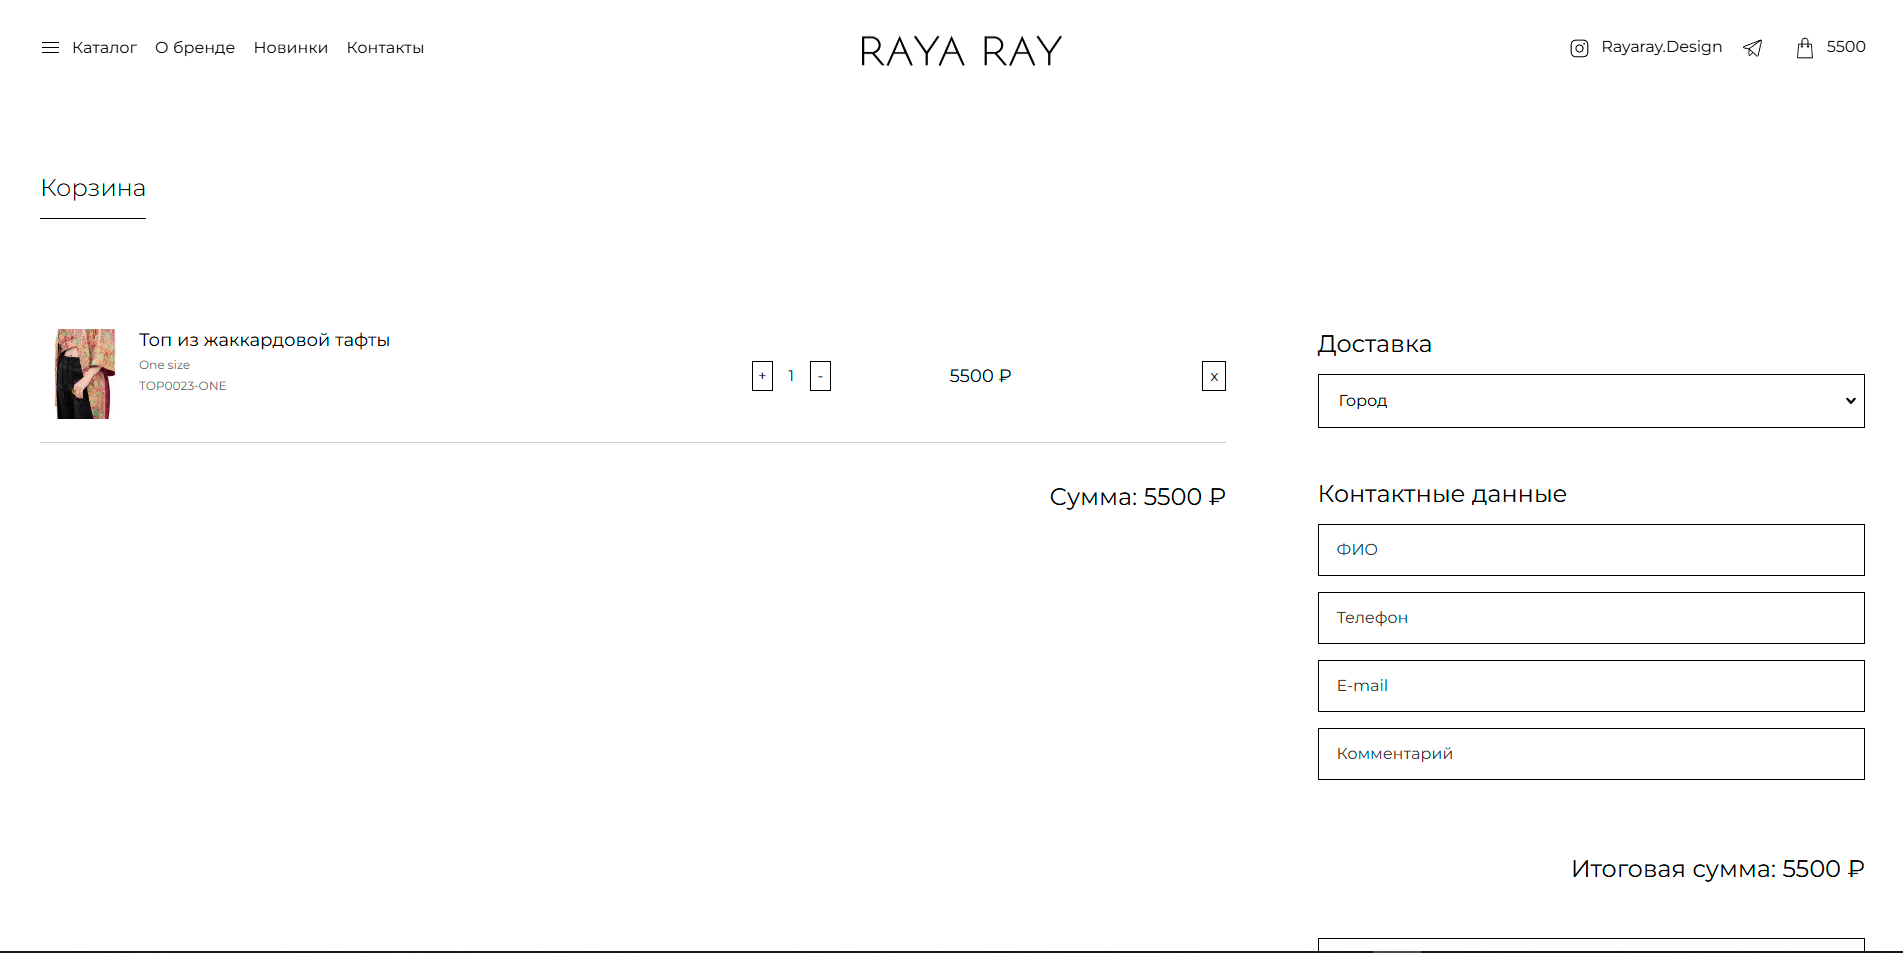 Каталог О бренде Новинки Контакты
RAYA RAY
Rayaray.Design
5500
Корзина
Топ из жаккардовой тафты
One size
TOP0023-ONE
+ 1 -
5500 ₽
x
Сумма: 5500 ₽
Доставка
Город
Контактные данные
ФИО
Телефон
E-mail
Комментарий
Итоговая сумма: 5500 ₽